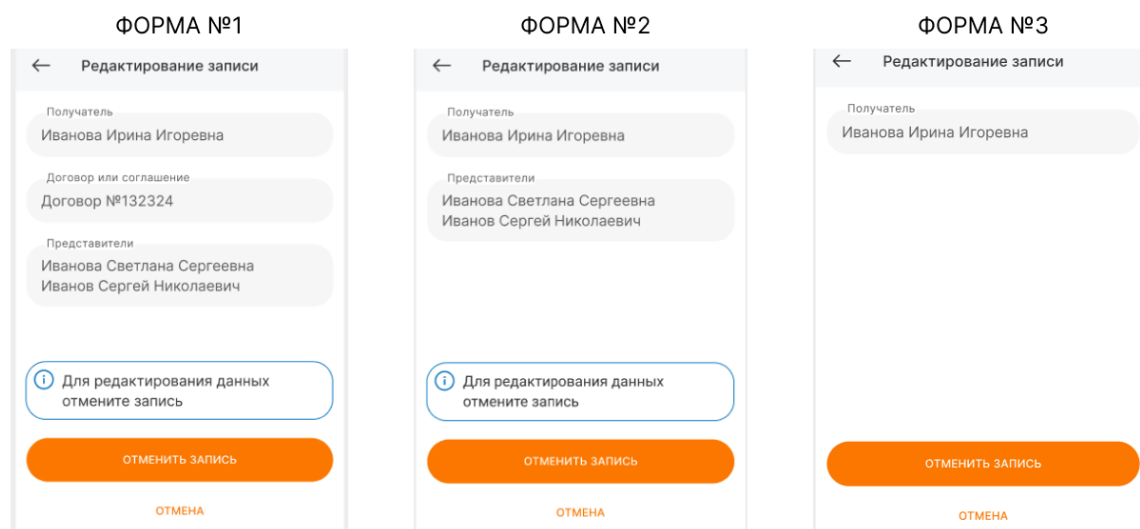 ФОРМА №1
Редактирование записи
Получатель
Иванова Ирина Игоревна
Договор или соглашение
Договор №132324
Представители
Иванова Светлана Сергеевна
Иванов Сергей Николаевич
Для редактирования данных
отмените запись
ОТМЕНИТЬ ЗАПИСЬ
ОТМЕНА
ФОРМА №2
Редактирование записи
Получатель
Иванова Ирина Игоревна
Представители
Иванова Светлана Сергеевна
Иванов Сергей Николаевич
Для редактирования данных
отмените запись
ОТМЕНИТЬ ЗАПИСЬ
ОТМЕНА
ФОРМА №3
Редактирование записи
Получатель
Иванова Ирина Игоревна
ОТМЕНИТЬ ЗАПИСЬ
ОТМЕНА